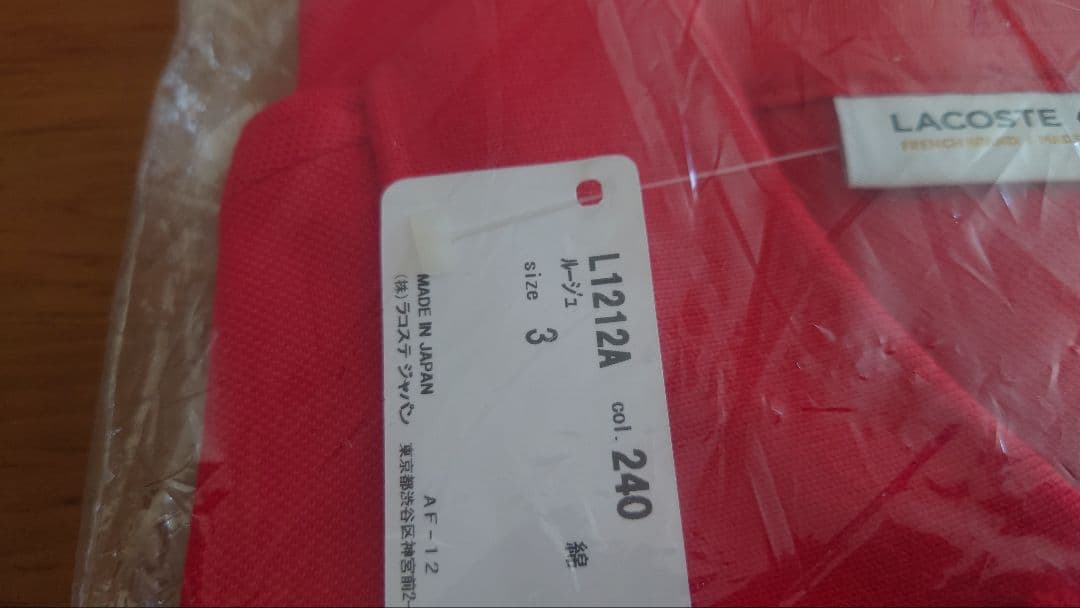 LACOSTE
L1212A col. 240
ルージュ 綿
size 3
MADE IN JAPAN AF-12
(株)ラコステ ジャパン 東京都渋谷区神宮前2-